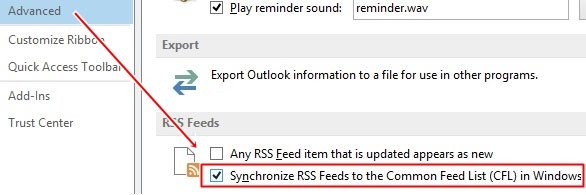 Advanced
Customize Ribbon
Quick Access Toolbar
Add-Ins
Trust Center
Play reminder sound: reminder.wav
Export
Export Outlook information to a file for use in other programs.
RSS Feeds
Any RSS Feed item that is updated appears as new
Synchronize RSS Feeds to the Common Feed List (CFL) in Windows